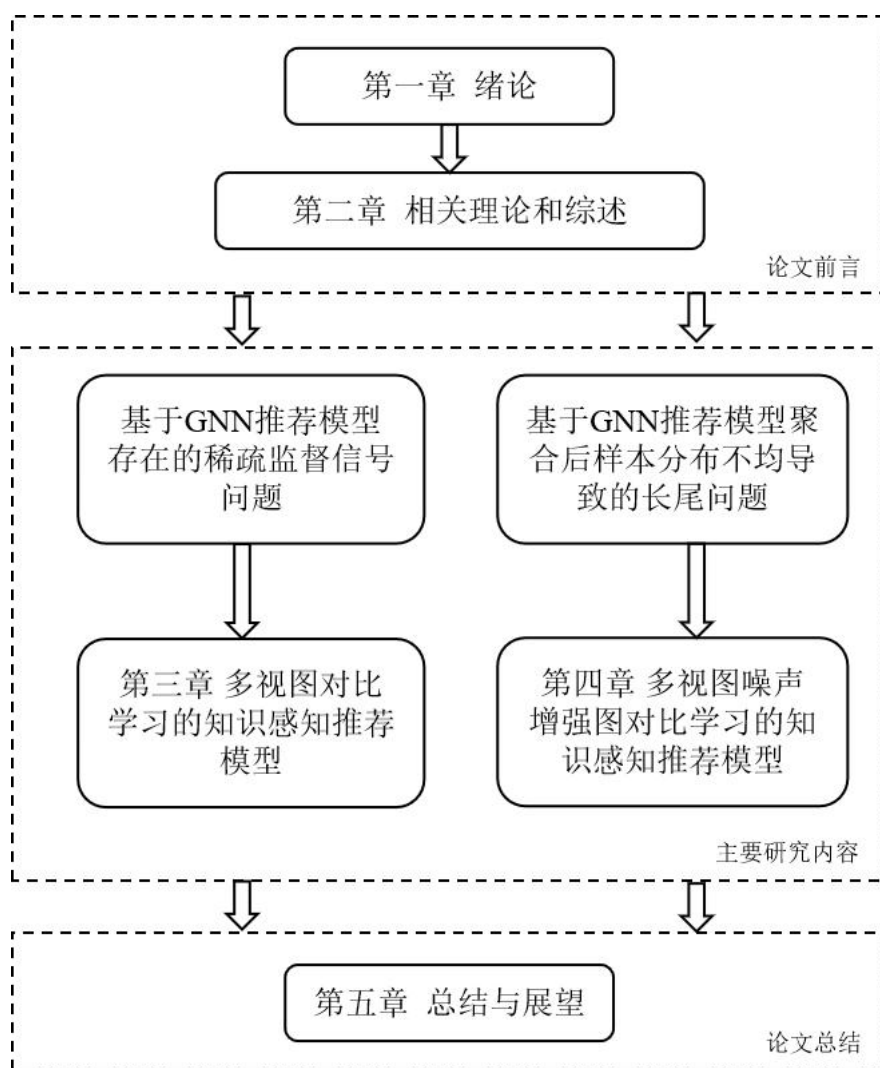 第一章 绪论
第二章 相关理论和综述
论文前言
基于GNN推荐模型
存在的稀疏监督信号
问题
基于GNN推荐模型聚
合后样本分布不均导
致的长尾问题
第三章 多视图对比
学习的知识感知推荐
模型
第四章 多视图噪声
增强图对比学习的知
识感知推荐模型
主要研究内容
第五章 总结与展望
论文总结